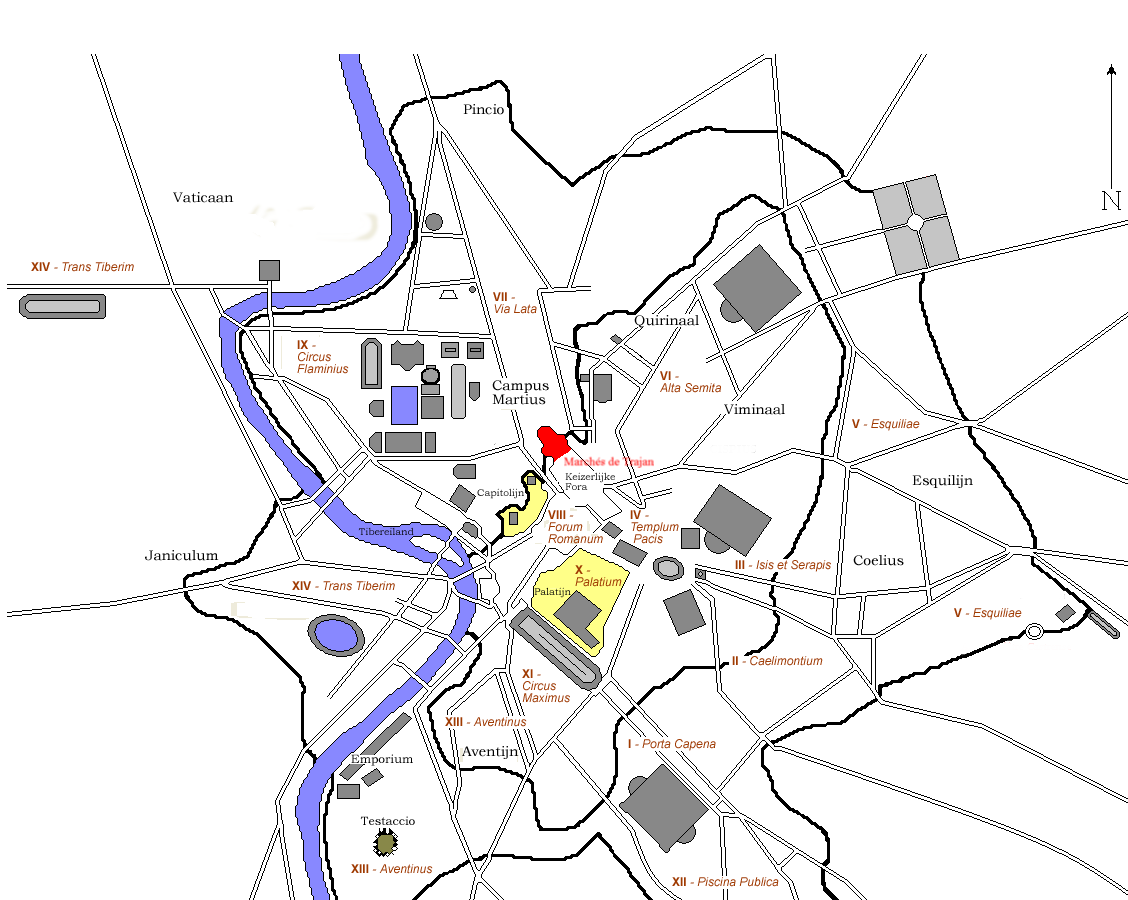 Pincio
Vaticaan
N
XIV - Trans Tiberim
VII -
Via Lata
Quirinaal
IX -
Circus
Flaminius
VI -
Alta Semita
Campus
Martius
Viminaal
V - Esquiliae
Marchés de Trajan
Keizerlijke
Fora
Esquilijn
Capitolijn
VIII -
Forum
Romanum
IV -
Templum
Pacis
Tibereiland
Janiculum
Coelius
III - Isis et Serapis
X -
Palatium
XIV - Trans Tiberim
Palatijn
V - Esquiliae
II - Caelimontium
XI -
Circus
Maximus
XIII - Aventinus
I - Porta Capena
Aventijn
Emporium
Testaccio
XIII - Aventinus
XII - Piscina Publica